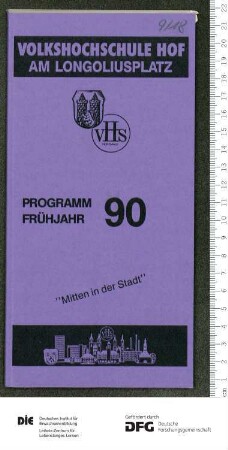 9118
VOLKSHOCHSCHULE HOF
AM LONGOLIUSPLATZ
vHs
PROGRAMM
FRÜHJAHR 90
"Mitten in der Stadt"
DIE Deutsches Institut für
Erwachsenenbildung
Leibniz-Zentrum für
Lebenslanges Lernen
Gefördert durch
DFG Deutsche
Forschungsgemeinschaft